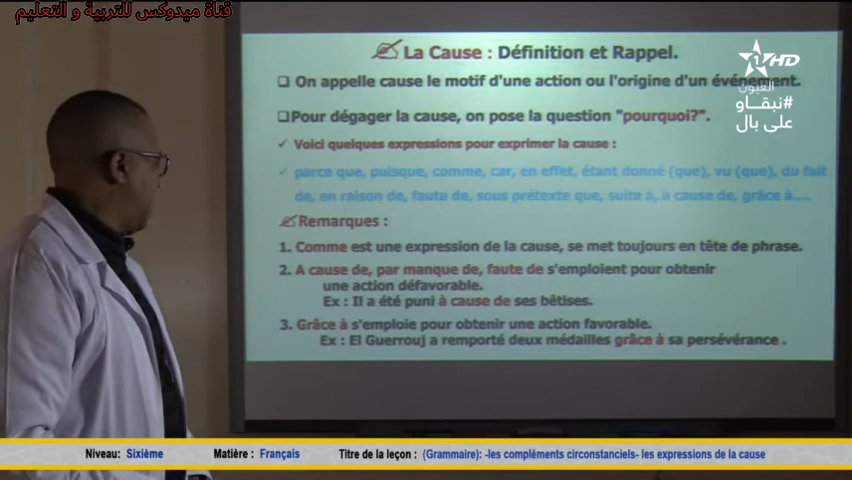 قناة ميدوكس للتربية و التعليم
La Cause : Définition et Rappel.
1 HD
العيون
#نبقاو
على بال
On appelle cause le motif d'une action ou l'origine d'un événement.
Pour dégager la cause, on pose la question "pourquoi?".
Voici quelques expressions pour exprimer la cause :
parce que, puisque, comme, car, en effet, étant donné (que), vu (que), du fait
de, en raison de, faute de, sous prétexte que, suite à, à cause de, grâce à....
Remarques :
1. Comme est une expression de la cause, se met toujours en tête de phrase.
2. A cause de, par manque de, faute de s'emploient pour obtenir
une action défavorable.
Ex : Il a été puni à cause de ses bêtises.
3. Grâce à s'emploie pour obtenir une action favorable.
Ex : El Guerrouj a remporté deux médailles grâce à sa persévérance .
Niveau: Sixième Matière : Français Titre de la leçon : (Grammaire): -les compléments circonstanciels- les expressions de la cause